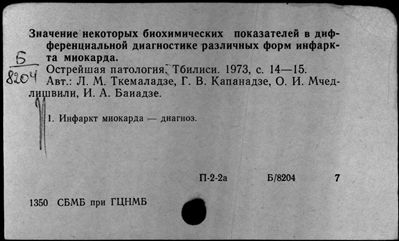 Значение некоторых биохимических показателей в диф-
ференциальной диагностике различных форм инфарк-
та миокарда.
Б
8204
Острейшая патология, Тбилиси. 1973, с. 14—15.
Авт.: Л. М. Ткемаладзе, Г. В. Капанадзе, О. И. Мчед-
лишвили, И. А. Баиадзе.
1. Инфаркт миокарда — диагноз.
П-2-2а Б/8204 7
1350 СБМБ при ГЦНМБ